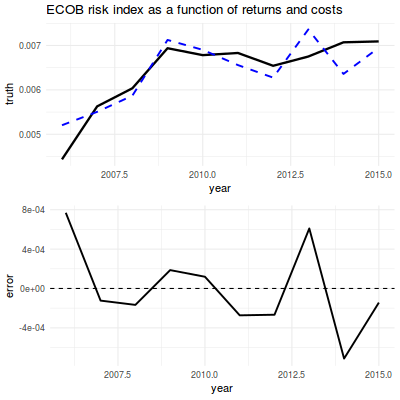 ECOB risk index as a function of returns and costs
0.007
0.006
0.005
truth
2007.5 2010.0 2012.5 2015.0
year
8e-04
4e-04
0e+00
-4e-04
error
2007.5 2010.0 2012.5 2015.0
year